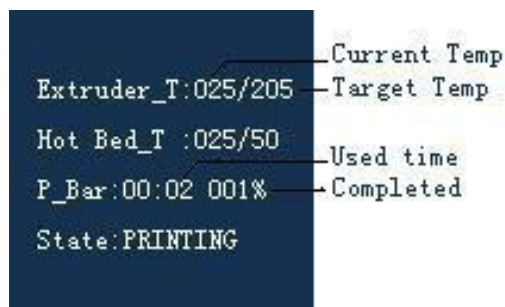 Current Temp
Extruder_T:025/205 Target Temp
Hot Bed_T :025/50
Used time
P_Bar:00:02 001% Completed
State:PRINTING